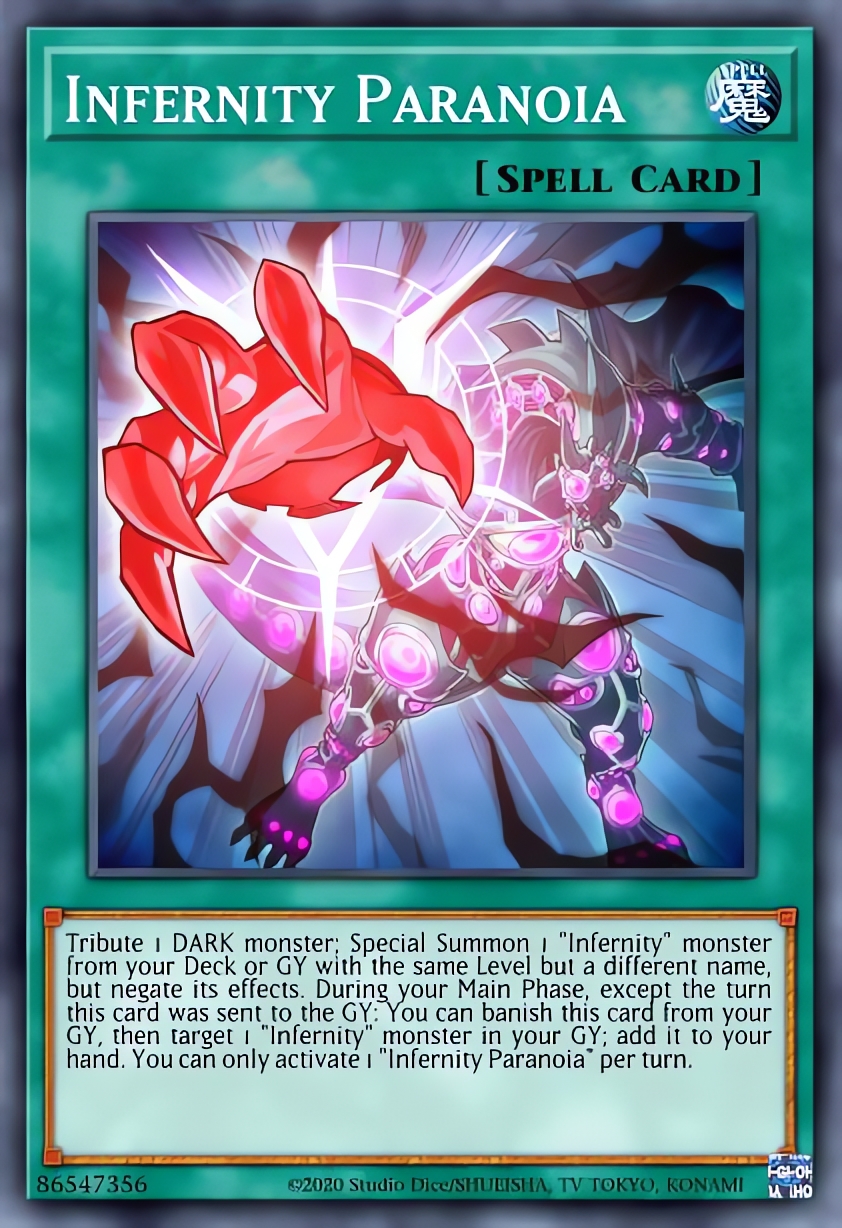 Infernity Paranoia
魔
[Spell Card]
Tribute 1 DARK monster; Special Summon 1 "Infernity" monster
from your Deck or GY with the same Level but a different name,
but negate its effects. During your Main Phase, except the turn
this card was sent to the GY: You can banish this card from your
GY, then target 1 "Infernity" monster in your GY; add it to your
hand. You can only activate 1 "Infernity Paranoia" per turn.
86547356 ©2020 Studio Dice/SHUEISHA, TV TOKYO, KONAMI